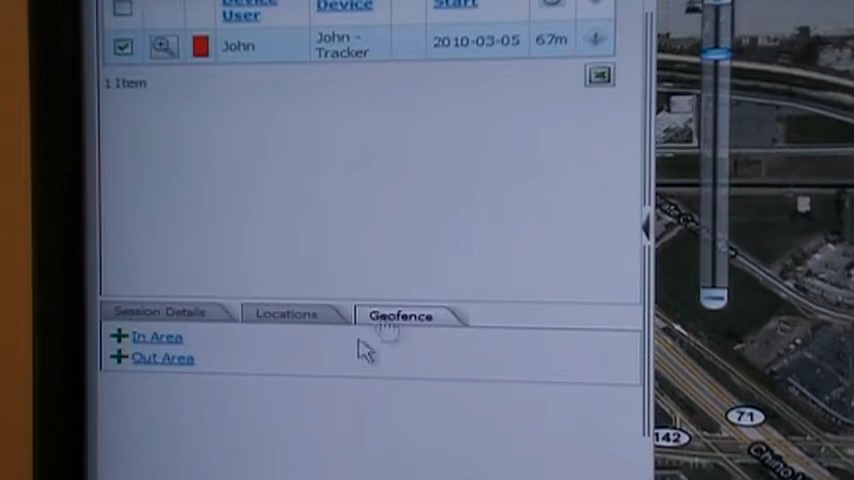 Device
User
Device
Start
John
John -
Tracker
2010-03-05
67m
1 Item
Session Details
Locations
Geofence
In Area
Out Area
71
142
Chino